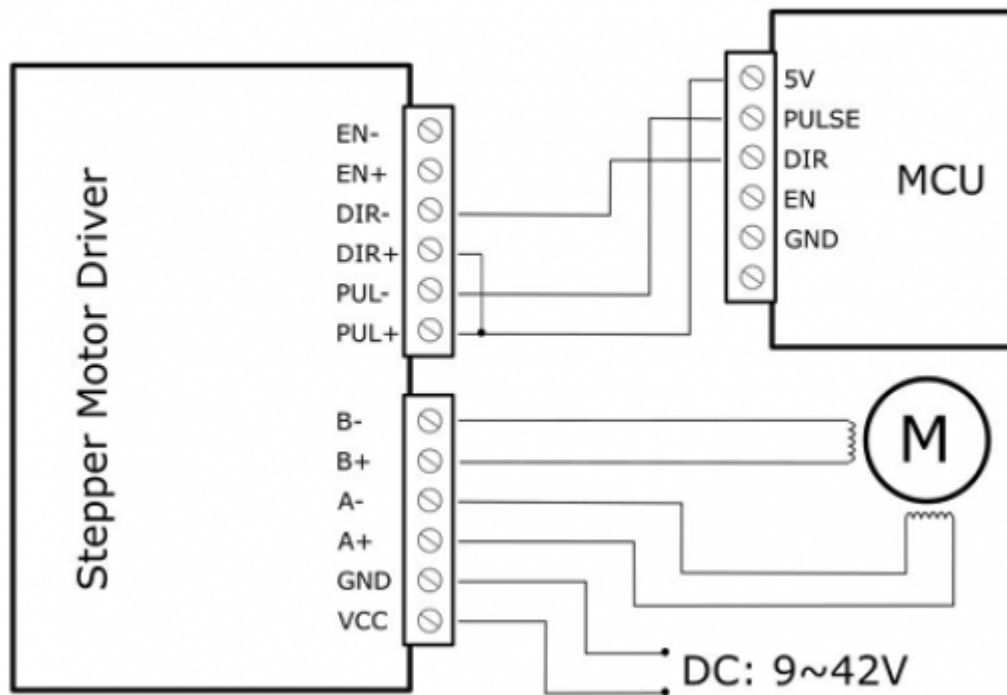 Stepper Motor Driver
EN-
EN+
DIR-
DIR+
PUL-
PUL+
B-
B+
A-
A+
GND
VCC
5V
PULSE
DIR
EN
GND
MCU
M
DC: 9~42V